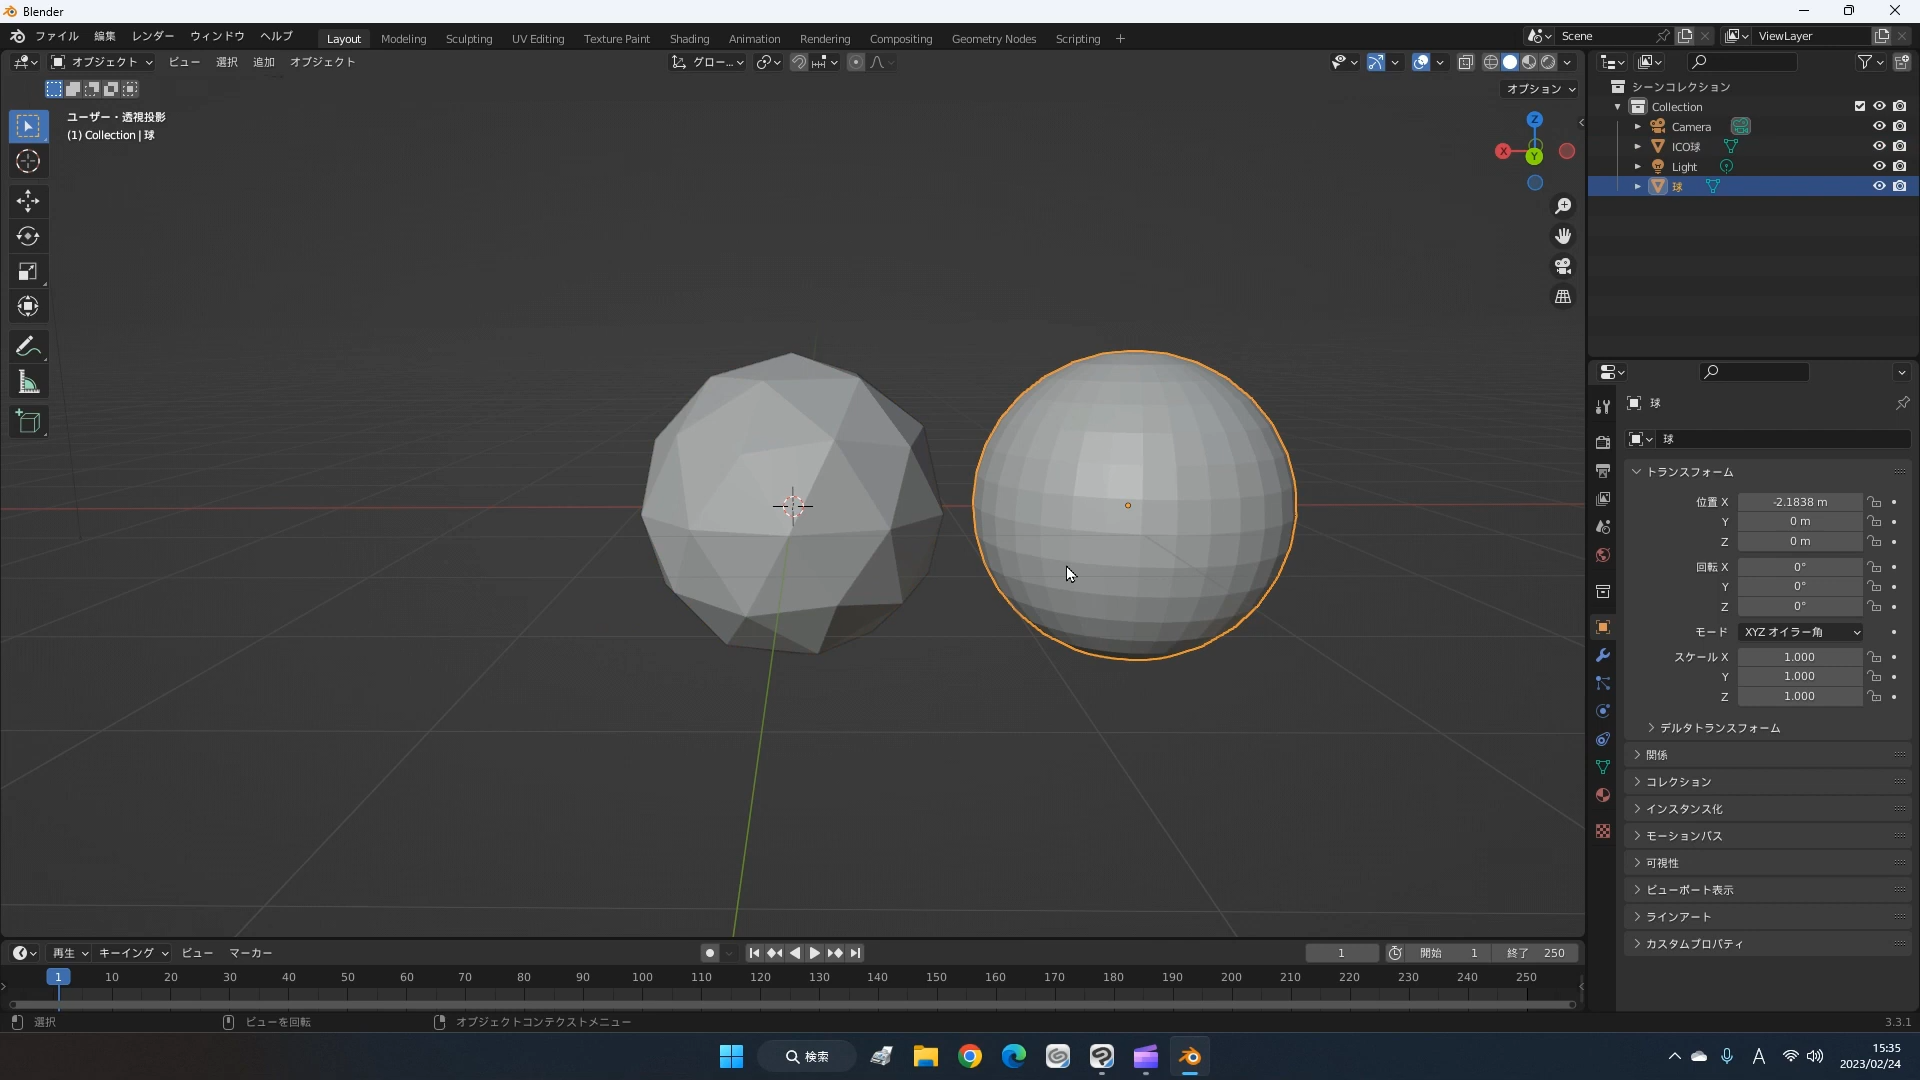 Blender
ファイル 編集 レンダー ウィンドウ ヘルプ Layout Modeling Sculpting UV Editing Texture Paint Shading Animation Rendering Compositing Geometry Nodes Scripting + Scene ViewLayer
オブジェクト ビュー 選択 追加 オブジェクト グロー...
オプション
ユーザー・透視投影
(1) Collection | 球
Z
X
Y
シーンコレクション
Collection
Camera
ICO球
Light
球
球
球
トランスフォーム
位置 X -2.1838 m
Y 0 m
Z 0 m
回転 X 0°
Y 0°
Z 0°
モード XYZ オイラー角
スケール X 1.000
Y 1.000
Z 1.000
デルタトランスフォーム
関係
コレクション
インスタンス化
モーションパス
可視性
ビューポート表示
ラインアート
カスタムプロパティ
再生 キーイング ビュー マーカー 1 開始 1 終了 250
1 10 20 30 40 50 60 70 80 90 100 110 120 130 140 150 160 170 180 190 200 210 220 230 240 250
選択 ビューを回転 オブジェクトコンテクストメニュー 3.3.1
検索 A 15:35
2023/02/24